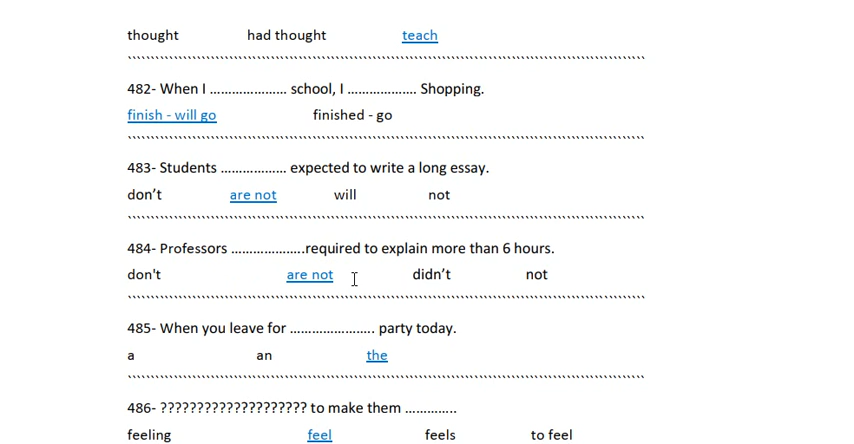 thought had thought teach
````````````````````````````````````````````````````````````````````````````````
482- When I ………………… school, I ………………. Shopping.
finish - will go finished - go
````````````````````````````````````````````````````````````````````````````````
483- Students ……………… expected to write a long essay.
don’t are not will not
````````````````````````````````````````````````````````````````````````````````
484- Professors ………………..required to explain more than 6 hours.
don't are not didn’t not
````````````````````````````````````````````````````````````````````````````````
485- When you leave for ………………….. party today.
a an the
````````````````````````````````````````````````````````````````````````````````
486- ???????????????????? to make them …………..
feeling feel feels to feel